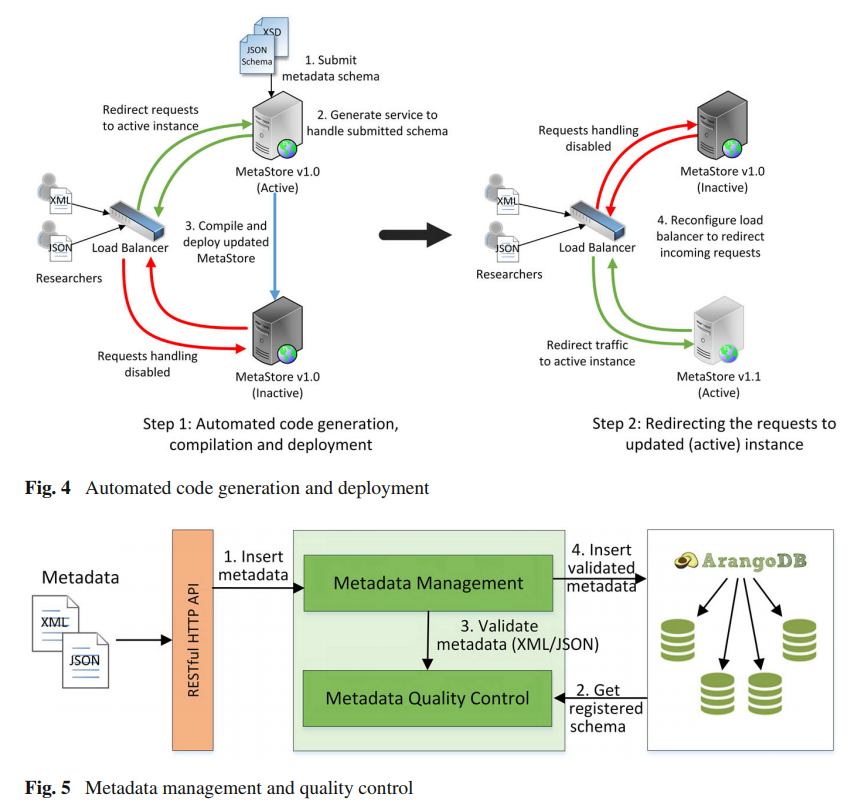 XSD
JSON
Schema
1. Submit
metadata schema
Redirect requests
to active instance
2. Generate service to
handle submitted schema
MetaStore v1.0
(Active)
XML
JSON
Researchers
Load Balancer
3. Compile and
deploy updated
MetaStore
Requests handling
disabled
MetaStore v1.0
(Inactive)
Step 1: Automated code generation,
compilation and deployment
Requests handling
disabled
MetaStore v1.0
(Inactive)
XML
JSON
Researchers
Load Balancer
4. Reconfigure load
balancer to redirect
incoming requests
Redirect traffic
to active instance
MetaStore v1.1
(Active)
Step 2: Redirecting the requests to
updated (active) instance
Fig. 4 Automated code generation and deployment
Metadata
XML
JSON
RESTful HTTP API
1. Insert
metadata
Metadata Management
3. Validate
metadata (XML/JSON)
Metadata Quality Control
4. Insert
validated
metadata
2. Get
registered
schema
ArangoDB
Fig. 5 Metadata management and quality control